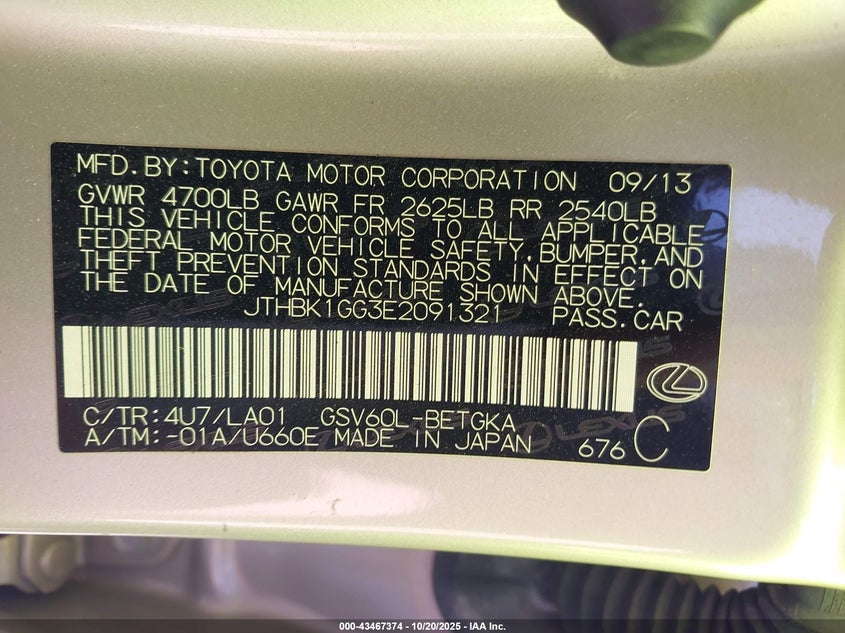 MFD.BY:TOYOTA MOTOR CORPORATION 09/13
GVWR 4700LB GAWR FR 2625LB RR 2540LB
THIS VEHICLE CONFORMS TO ALL APPLICABLE
FEDERAL MOTOR VEHICLE SAFETY,BUMPER,AND
THEFT PREVENTION STANDARDS IN EFFECT ON
THE DATE OF MANUFACTURE SHOWN ABOVE.
JTHBK1GG3E2091321 PASS.CAR
C/TR:4U7/LA01 GSV60L-BETGKA
A/TM:-01A/U660E MADE IN JAPAN 676 C
LEXUS
000-43467374 | 10/20/2025 - IAA Inc.